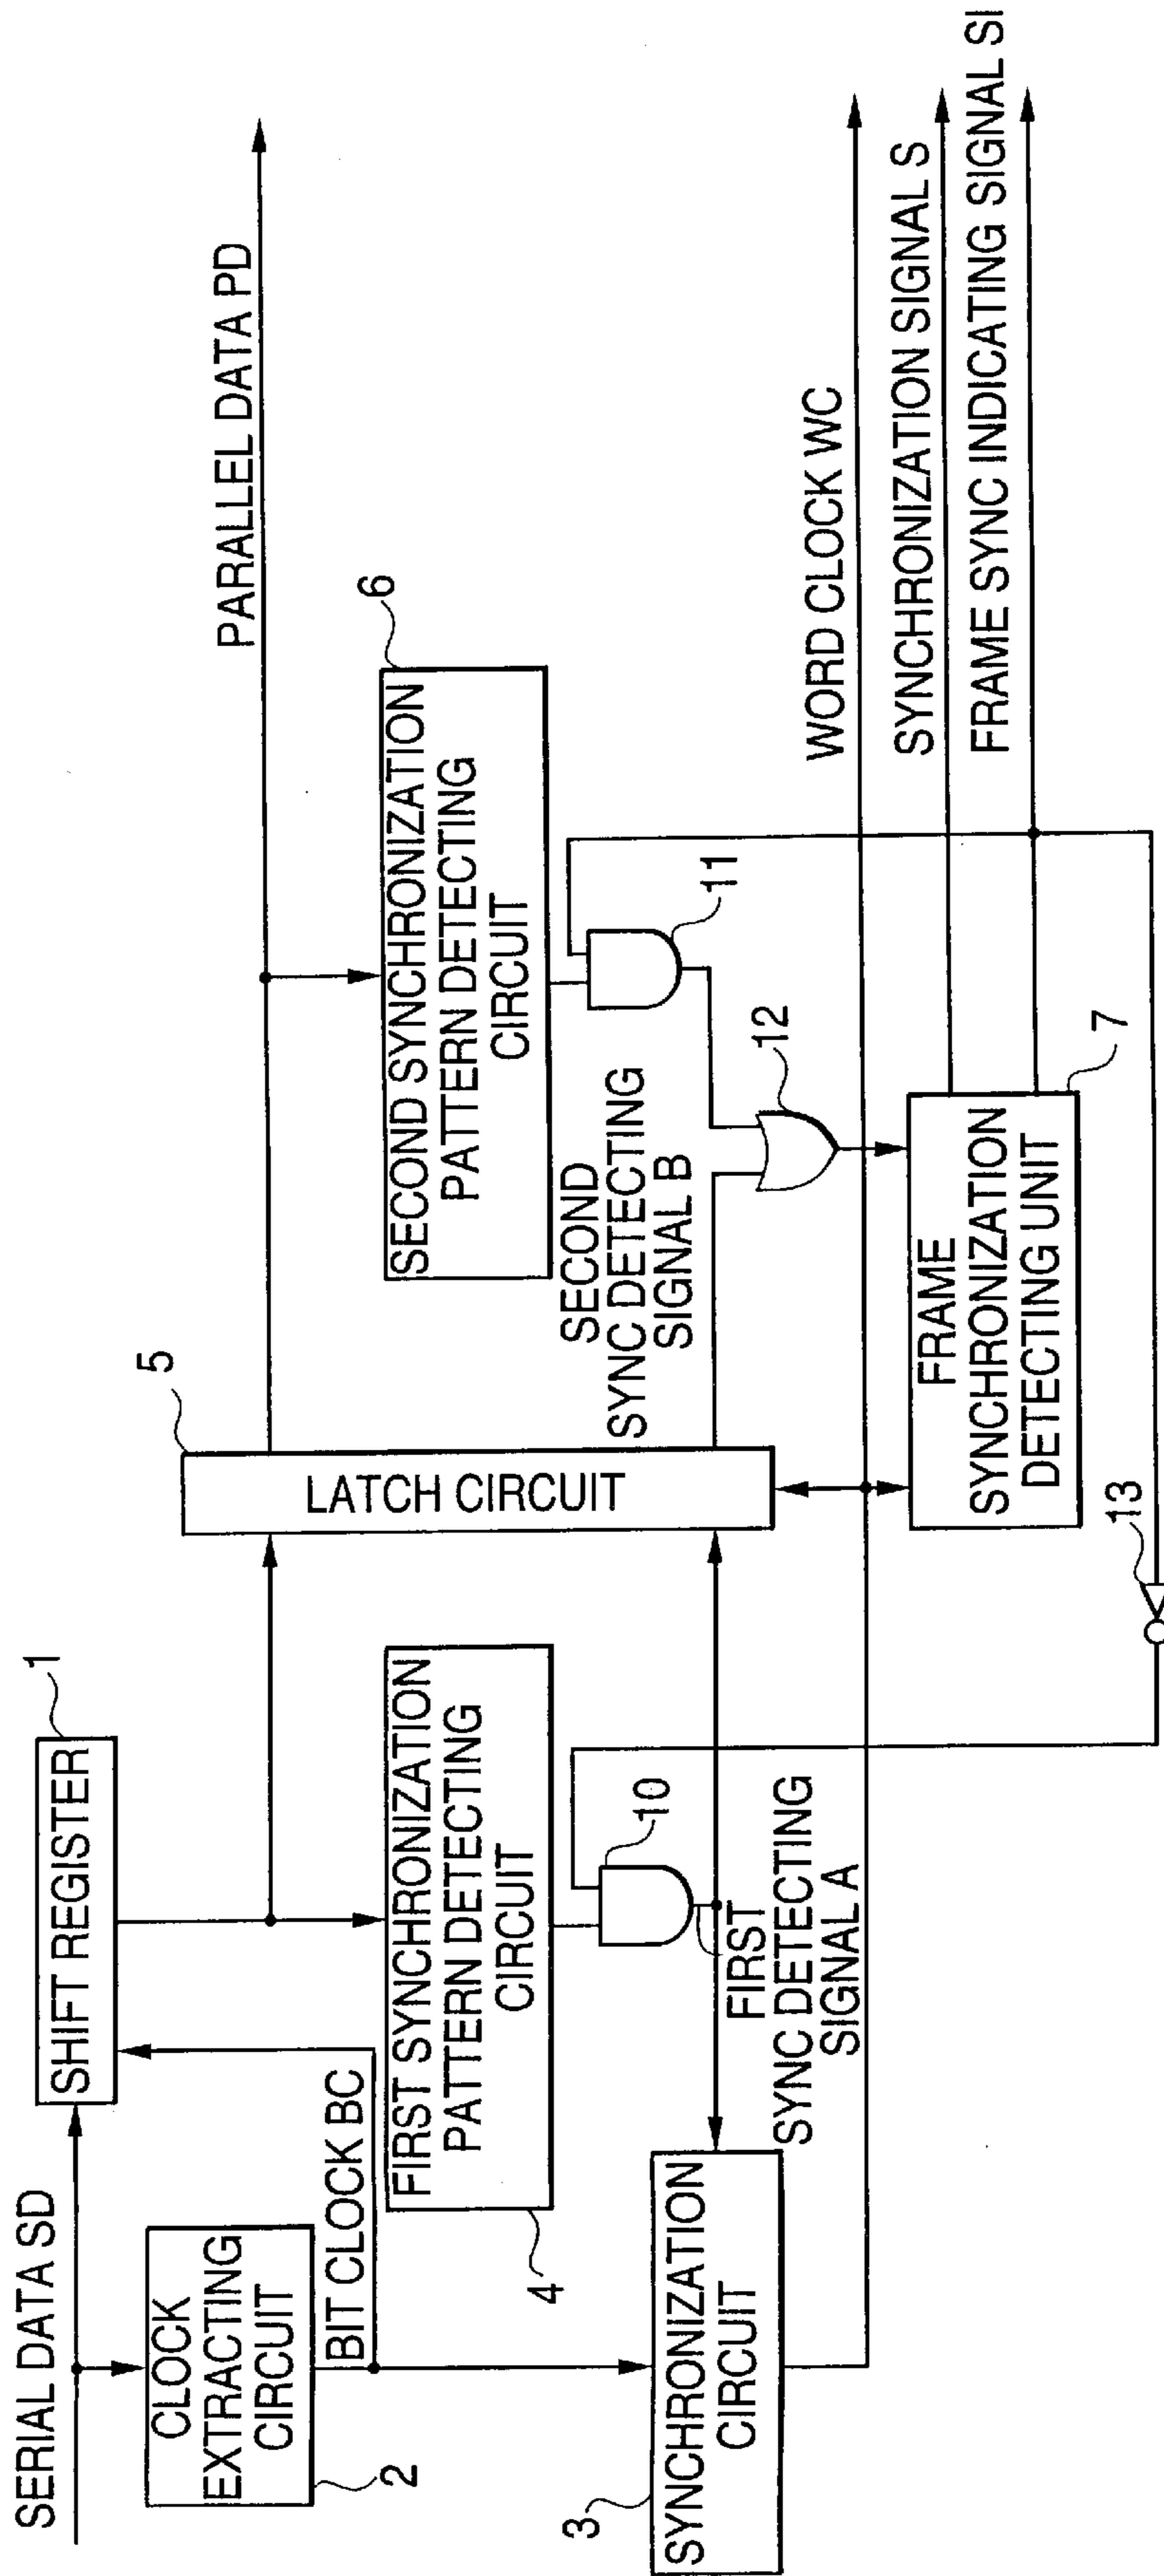 SERIAL DATA SD
1
SHIFT REGISTER
CLOCK
EXTRACTING
CIRCUIT
2
BIT CLOCK BC
FIRST SYNCHRONIZATION
PATTERN DETECTING
CIRCUIT
4
10
FIRST
SYNC DETECTING
SIGNAL A
3
SYNCHRONIZATION
CIRCUIT
5
LATCH CIRCUIT
PARALLEL DATA PD
6
SECOND SYNCHRONIZATION
PATTERN DETECTING
CIRCUIT
11
SECOND
SYNC DETECTING
SIGNAL B
12
FRAME
SYNCHRONIZATION
DETECTING UNIT
7
13
WORD CLOCK WC
SYNCHRONIZATION SIGNAL S
FRAME SYNC INDICATING SIGNAL SI